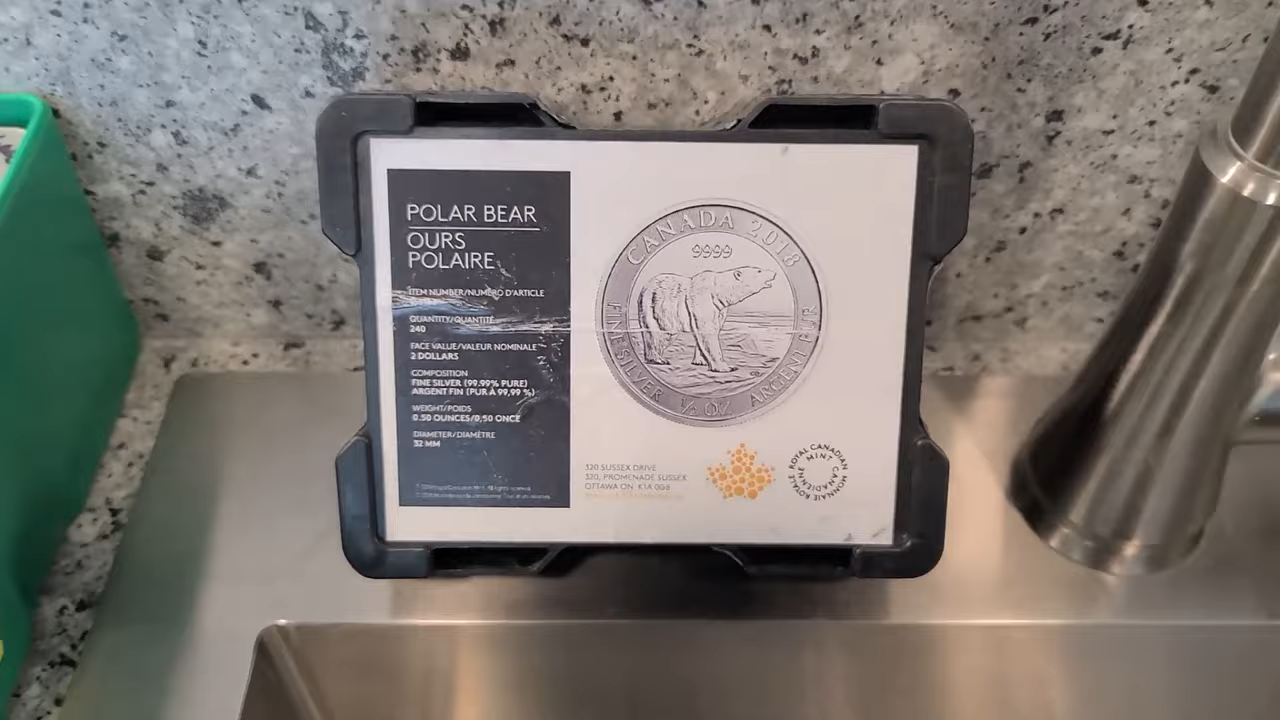 POLAR BEAR
OURS
POLAIRE
ITEM NUMBER/NUMÉRO D'ARTICLE
QUANTITY/QUANTITÉ
240
FACE VALUE/VALEUR NOMINALE
2 DOLLARS
COMPOSITION
FINE SILVER (99.99% PURE)
ARGENT FIN (PUR À 99,99 %)
WEIGHT/POIDS
0.50 OUNCES/0,50 ONCE
DIAMETER/DIAMÈTRE
32 MM
CANADA 2018
9999
FINE SILVER 1/2 OZ ARGENT PUR
320 SUSSEX DRIVE
320, PROMENADE SUSSEX
OTTAWA ON K1A 0G8
ROYAL CANADIAN MINT
MONNAIE ROYALE CANADIENNE